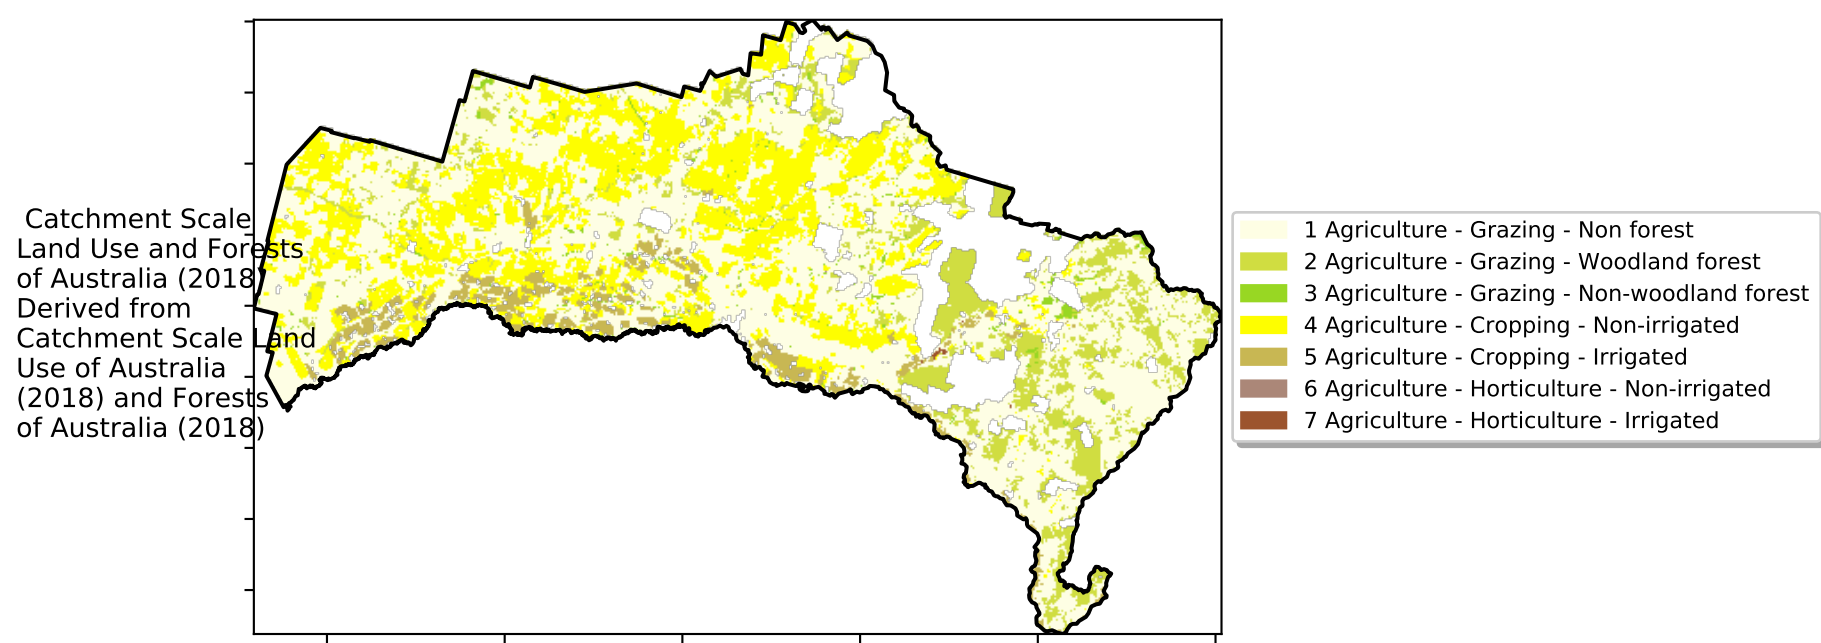 Catchment Scale
Land Use and Forests
of Australia (2018)
Derived from
Catchment Scale Land
Use of Australia
(2018) and Forests
of Australia (2018)
1 Agriculture - Grazing - Non forest
2 Agriculture - Grazing - Woodland forest
3 Agriculture - Grazing - Non-woodland forest
4 Agriculture - Cropping - Non-irrigated
5 Agriculture - Cropping - Irrigated
6 Agriculture - Horticulture - Non-irrigated
7 Agriculture - Horticulture - Irrigated